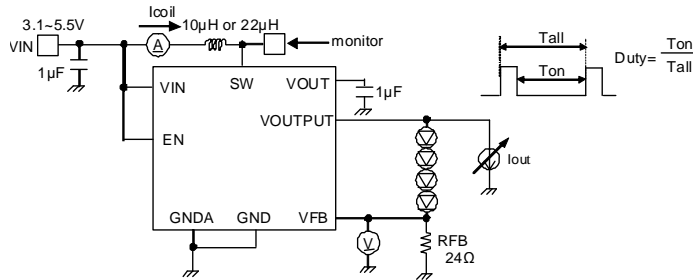 Icoil
3.1~5.5V
10μH or 22μH
VIN
A
monitor
1μF
SW
VIN
VOUT
1μF
VOUTPUT
EN
Iout
GNDA
GND
VFB
V
RFB
24Ω
Tall
Ton
Duty= Ton
Tall